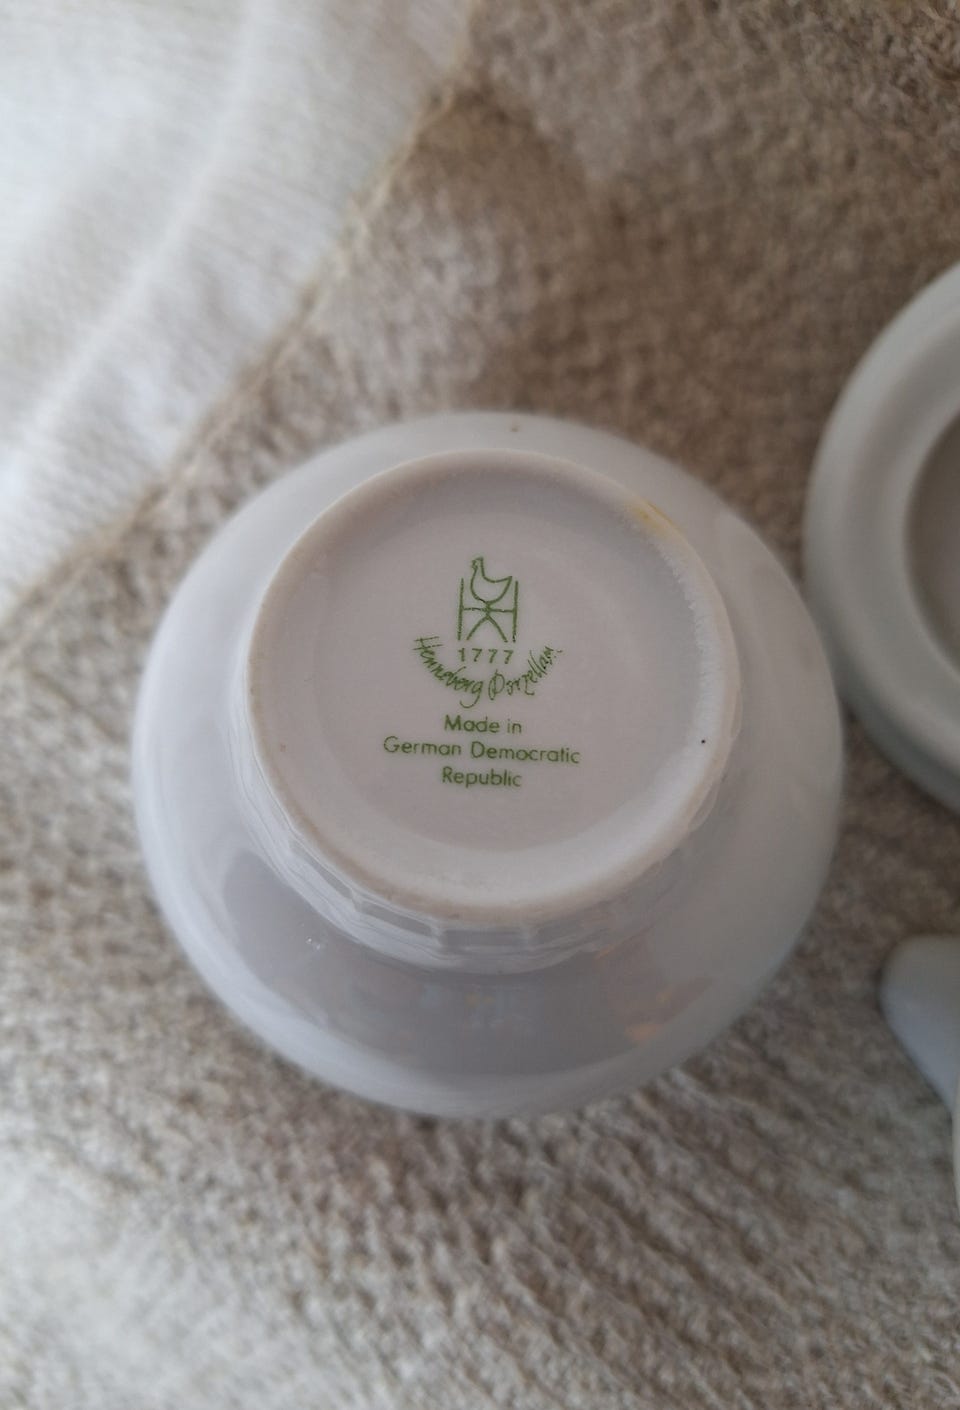 1777
Henneberg Porzellan
Made in
German Democratic
Republic